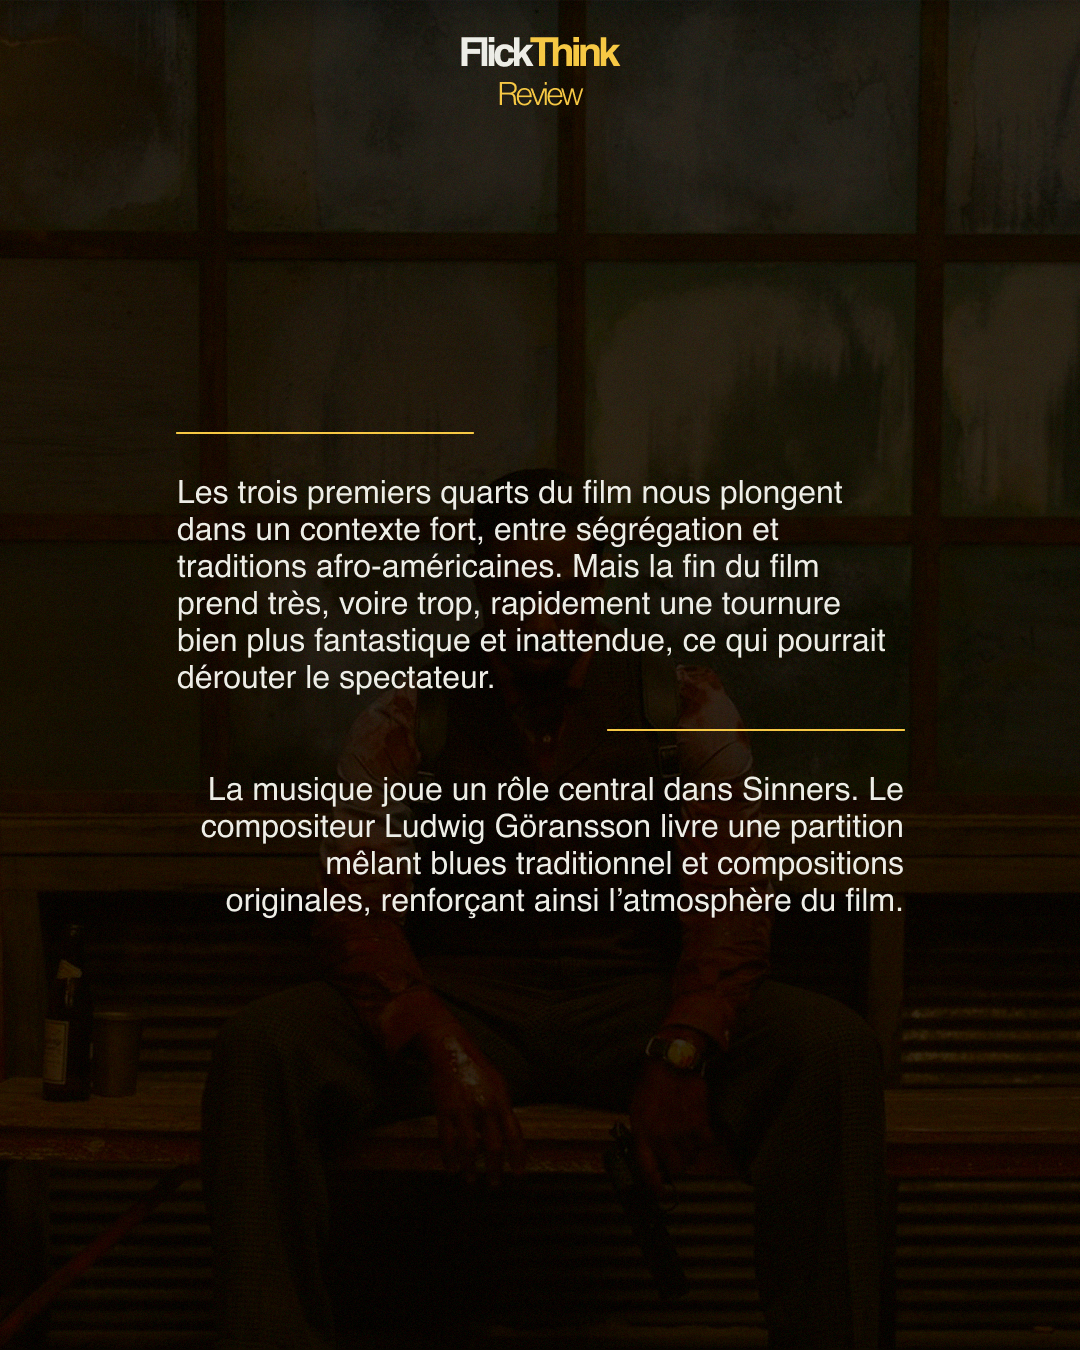 FlickThink
Review
Les trois premiers quarts du film nous plongent
dans un contexte fort, entre ségrégation et
traditions afro-américaines. Mais la fin du film
prend très, voire trop, rapidement une tournure
bien plus fantastique et inattendue, ce qui pourrait
dérouter le spectateur.
La musique joue un rôle central dans Sinners. Le
compositeur Ludwig Göransson livre une partition
mêlant blues traditionnel et compositions
originales, renforçant ainsi l’atmosphère du film.